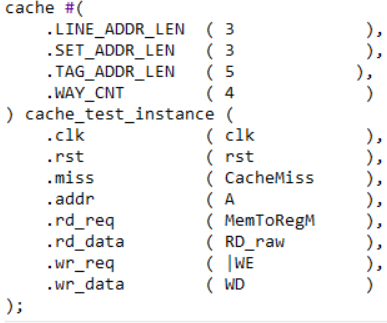 cache #(
    .LINE_ADDR_LEN  ( 3             ),
    .SET_ADDR_LEN   ( 3             ),
    .TAG_ADDR_LEN   ( 5            ),
    .WAY_CNT        ( 4             )
) cache_test_instance (
    .clk            ( clk           ),
    .rst            ( rst           ),
    .miss           ( CacheMiss     ),
    .addr           ( A             ),
    .rd_req         ( MemToRegM     ),
    .rd_data        ( RD_raw        ),
    .wr_req         ( |WE           ),
    .wr_data        ( WD            )
);